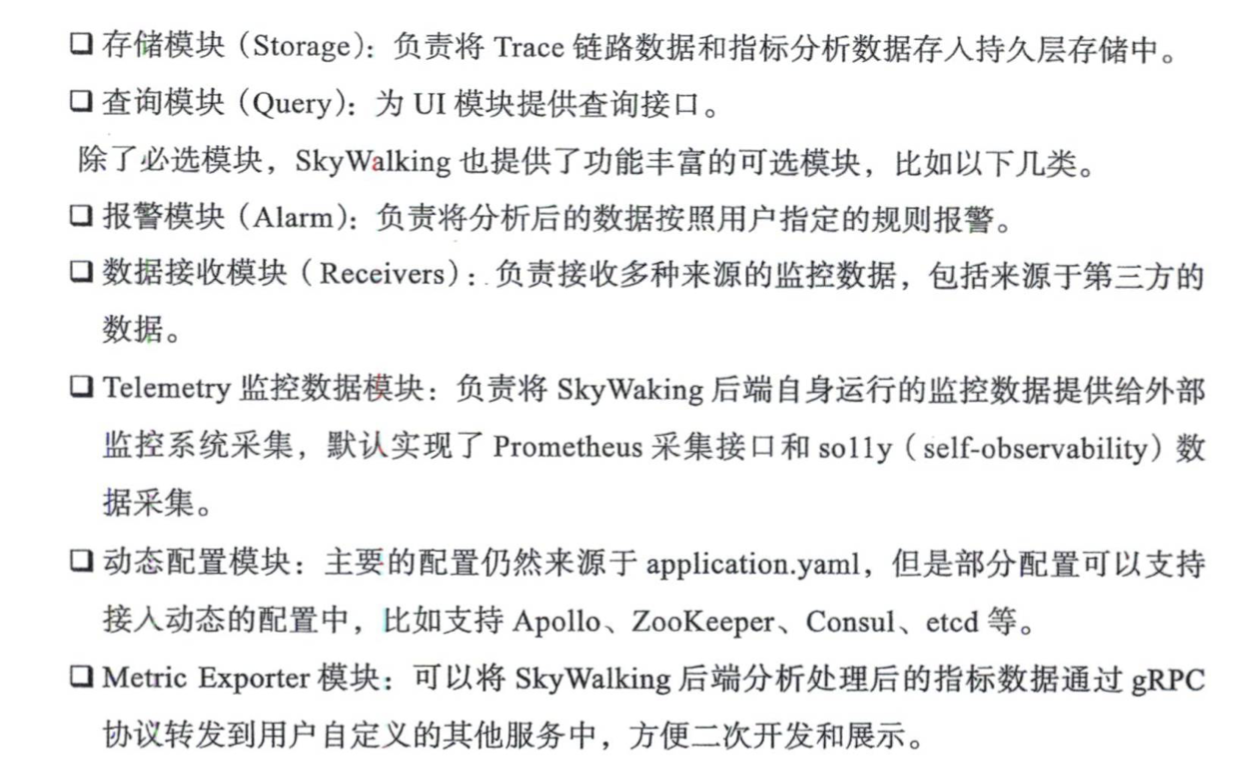 ❑ 存储模块（Storage）：负责将 Trace 链路数据和指标分析数据存入持久层存储中。
❑ 查询模块（Query）：为 UI 模块提供查询接口。
除了必选模块，SkyWalking 也提供了功能丰富的可选模块，比如以下几类。
❑ 报警模块（Alarm）：负责将分析后的数据按照用户指定的规则报警。
❑ 数据接收模块（Receivers）：负责接收多种来源的监控数据，包括来源于第三方的
数据。
❑ Telemetry 监控数据模块：负责将 SkyWaking 后端自身运行的监控数据提供给外部
监控系统采集，默认实现了 Prometheus 采集接口和 so11y（self-observability）数
据采集。
❑ 动态配置模块：主要的配置仍然来源于 application.yaml，但是部分配置可以支持
接入动态的配置中，比如支持 Apollo、ZooKeeper、Consul、etcd 等。
❑ Metric Exporter 模块：可以将 SkyWalking 后端分析处理后的指标数据通过 gRPC
协议转发到用户自定义的其他服务中，方便二次开发和展示。